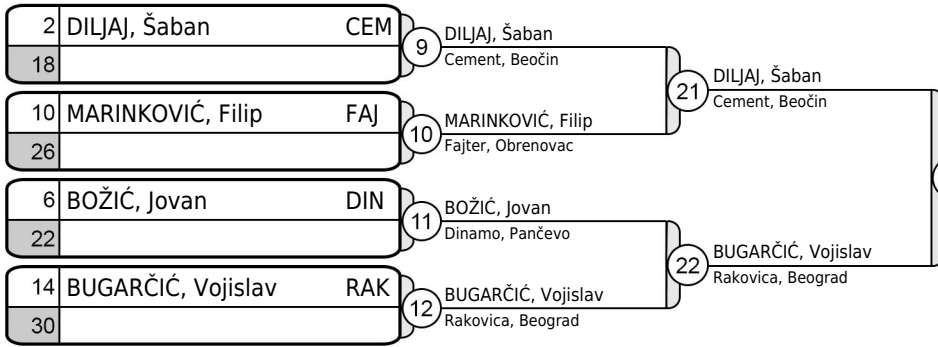 2 DILJAJ, Šaban CEM
18
10 MARINKOVIĆ, Filip FAJ
26
6 BOŽIĆ, Jovan DIN
22
14 BUGARČIĆ, Vojislav RAK
30
9 DILJAJ, Šaban
Cement, Beočin
10 MARINKOVIĆ, Filip
Fajter, Obrenovac
11 BOŽIĆ, Jovan
Dinamo, Pančevo
12 BUGARČIĆ, Vojislav
Rakovica, Beograd
21 DILJAJ, Šaban
Cement, Beočin
22 BUGARČIĆ, Vojislav
Rakovica, Beograd